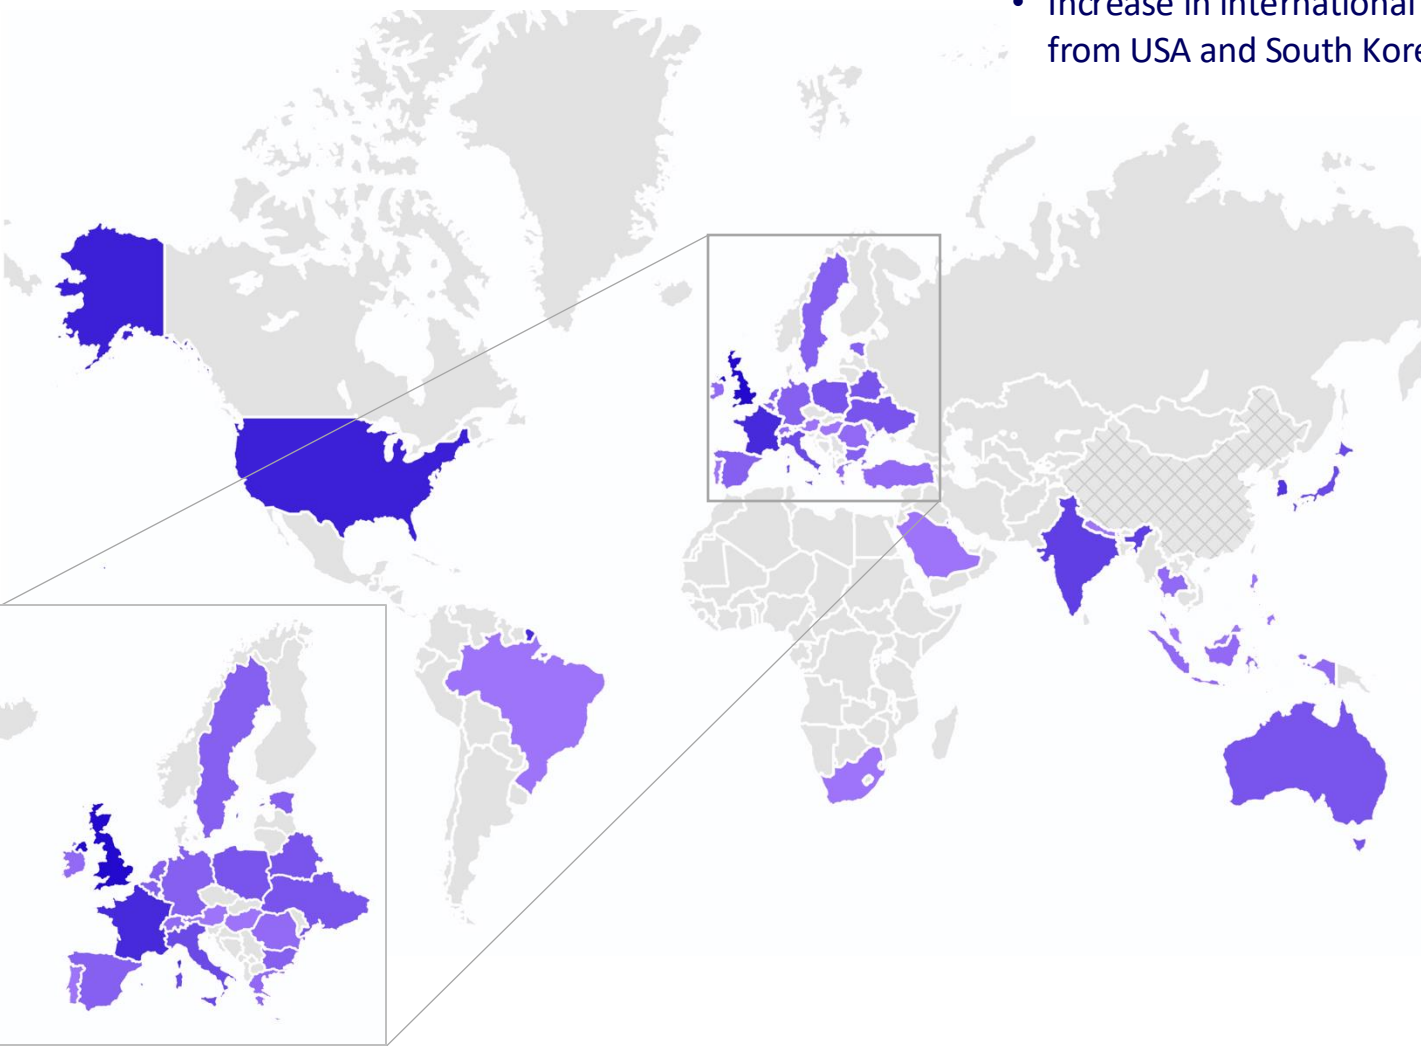 • Increase in international
from USA and South Kore